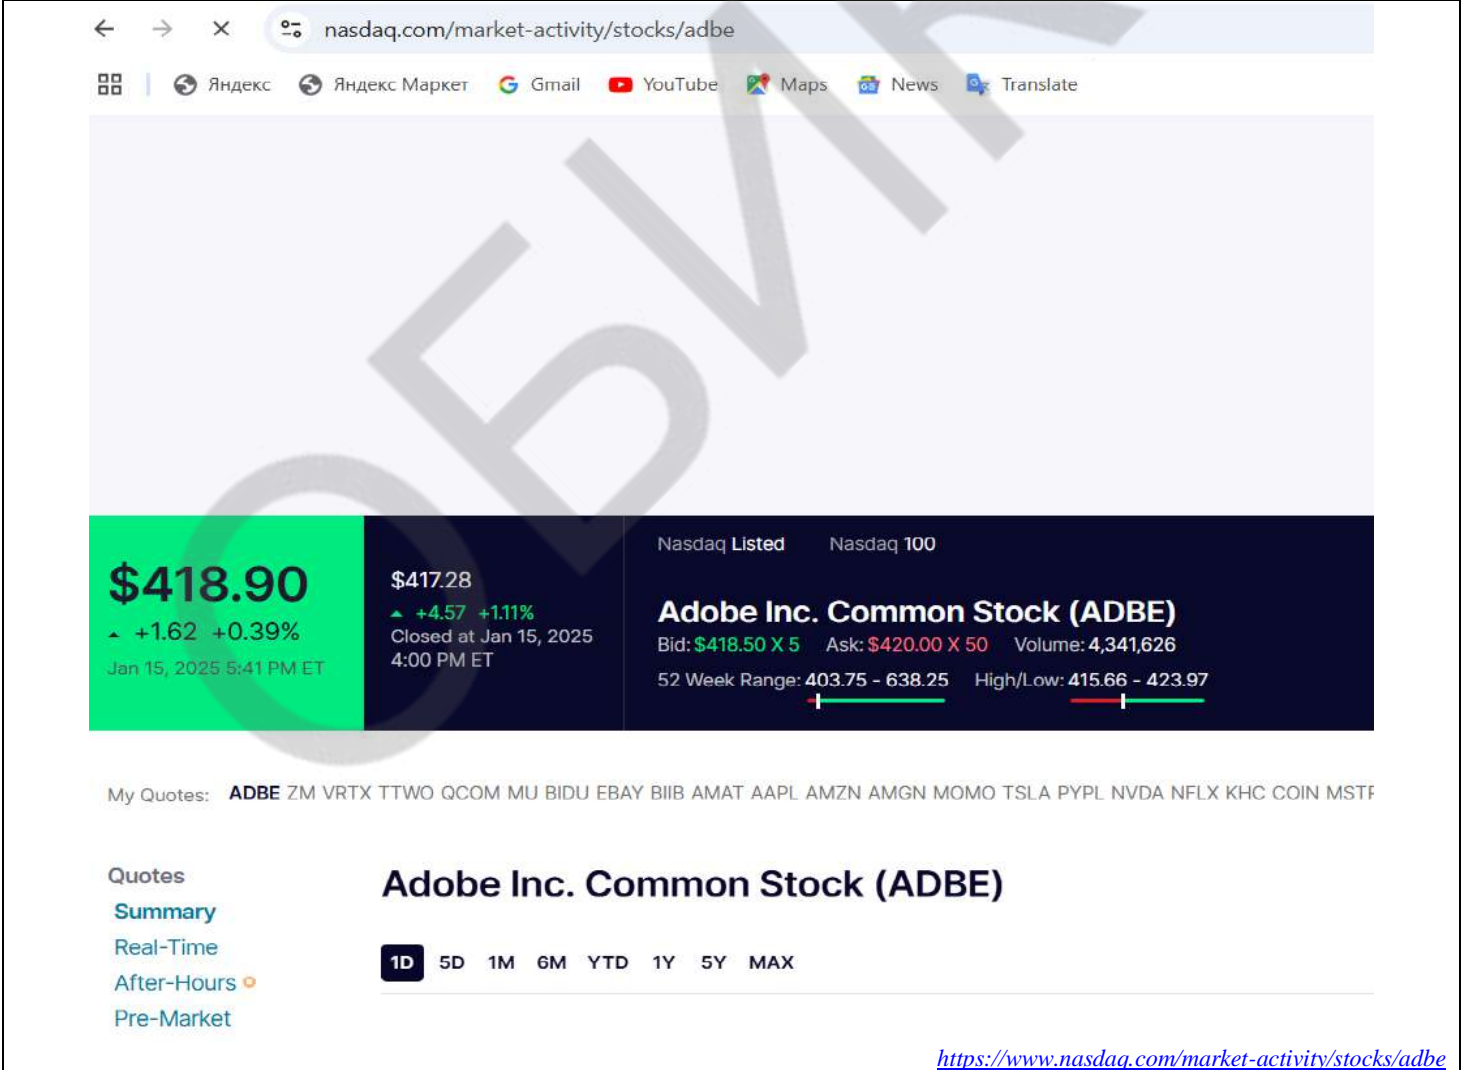 nasdaq.com/market-activity/stocks/adbe
Яндекс Яндекс Маркет Gmail YouTube Maps News Translate
ОБИК
Nasdaq Listed Nasdaq 100
$418.90
+1.62 +0.39%
Jan 15, 2025 5:41 PM ET
$417.28
+4.57 +1.11%
Closed at Jan 15, 2025
4:00 PM ET
Adobe Inc. Common Stock (ADBE)
Bid: $418.50 X 5 Ask: $420.00 X 50 Volume: 4,341,626
52 Week Range: 403.75 - 638.25 High/Low: 415.66 - 423.97
My Quotes: ADBE ZM VRTX TTWO QCOM MU BIDU EBAY BIIB AMAT AAPL AMZN AMGN MOMO TSLA PYPL NVDA NFLX KHC COIN
Quotes
Summary
Real-Time
After-Hours
Pre-Market
Adobe Inc. Common Stock (ADBE)
1D 5D 1M 6M YTD 1Y 5Y MAX
https://www.nasdaq.com/market-activity/stocks/adbe